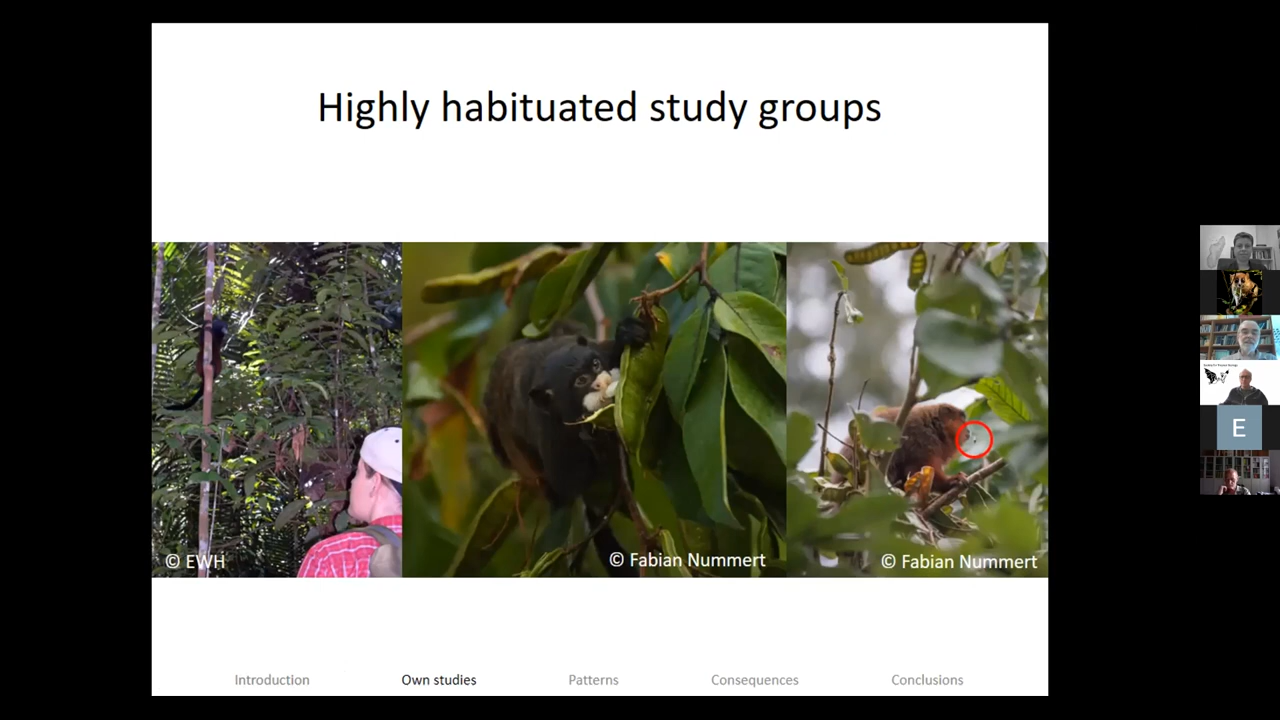 Highly habituated study groups
© EWH
© Fabian Nummert
© Fabian Nummert
Introduction
Own studies
Patterns
Consequences
Conclusions
E